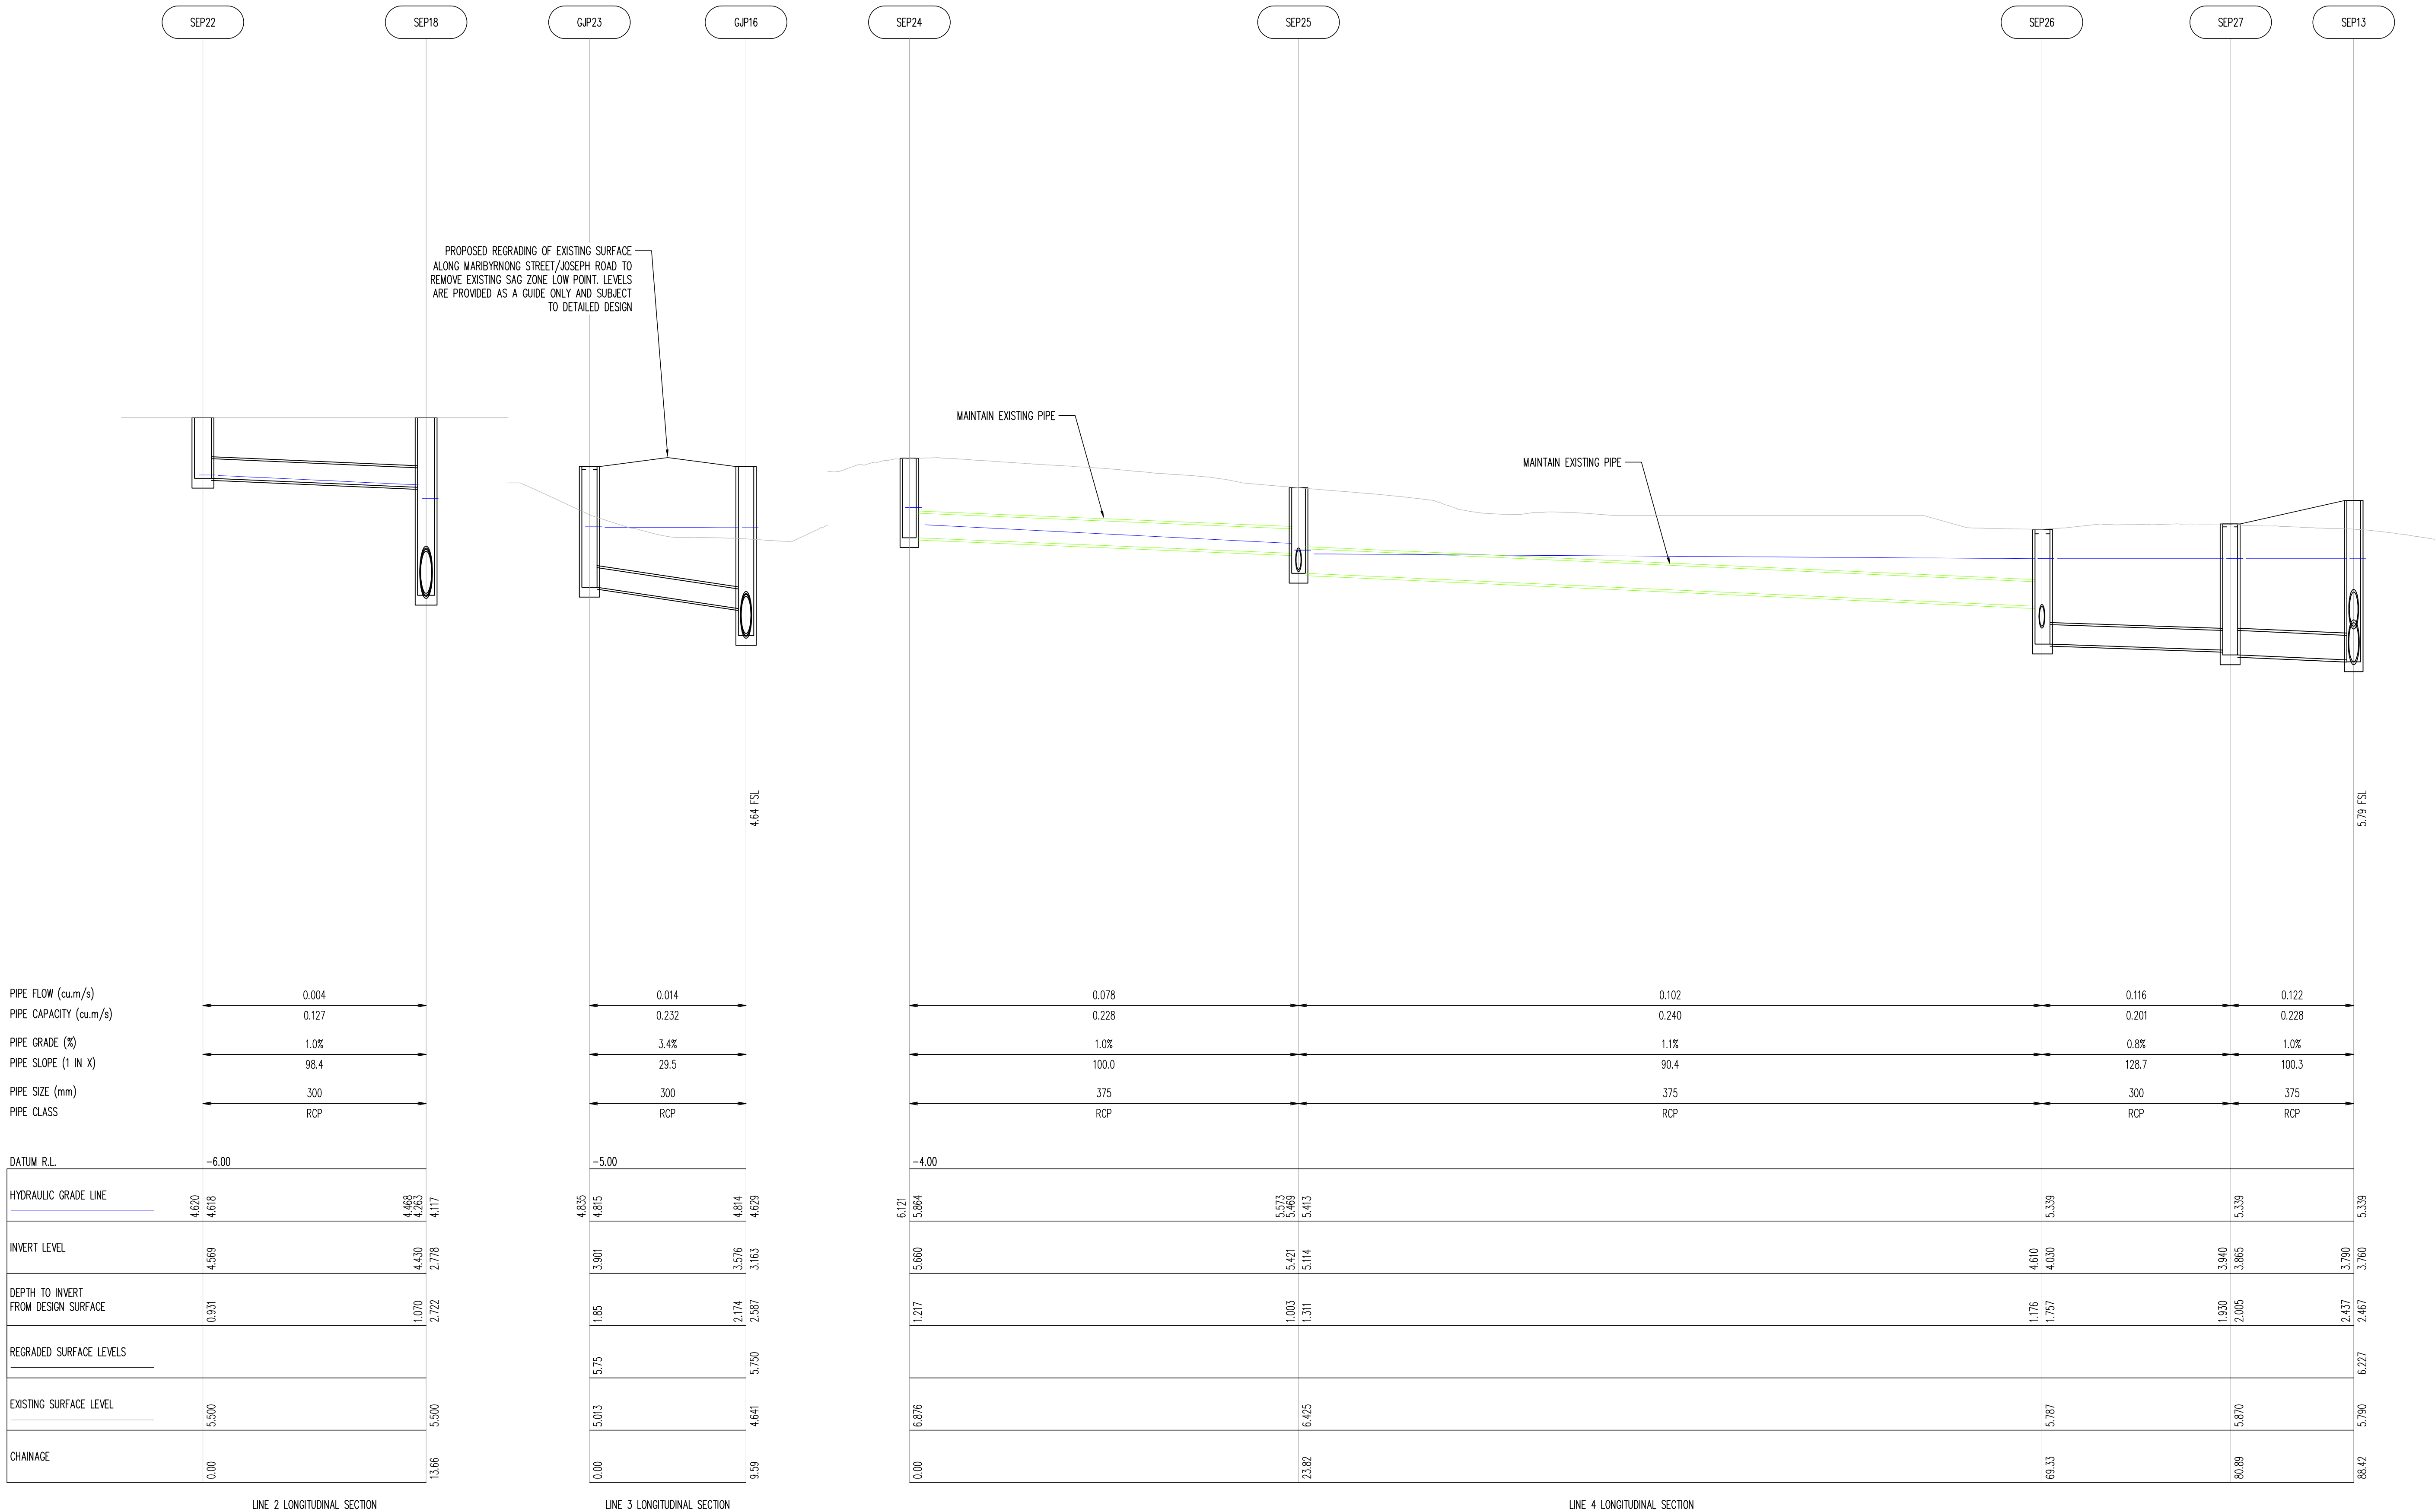 SEP22 SEP18 GJP23 GJP16 SEP24 SEP25 SEP26 SEP27 SEP13
PROPOSED REGRADING OF EXISTING SURFACE
ALONG MARIBYRNONG STREET/JOSEPH ROAD TO
REMOVE EXISTING SAG ZONE LOW POINT. LEVELS
ARE PROVIDED AS A GUIDE ONLY AND SUBJECT
TO DETAILED DESIGN
MAINTAIN EXISTING PIPE
MAINTAIN EXISTING PIPE
4.64 FSL
5.79 FSL
PIPE FLOW (cu.m/s) 0.004 0.014 0.078 0.102 0.116 0.122
PIPE CAPACITY (cu.m/s) 0.127 0.232 0.228 0.240 0.201 0.228
PIPE GRADE (%) 1.0% 3.4% 1.0% 1.1% 0.8% 1.0%
PIPE SLOPE (1 IN X) 98.4 29.5 100.0 90.4 128.7 100.3
PIPE SIZE (mm) 300 300 375 375 300 375
PIPE CLASS RCP RCP RCP RCP RCP RCP
DATUM R.L. -6.00 -5.00 -4.00
HYDRAULIC GRADE LINE 4.620 4.618 4.468 4.263 4.117 4.835 4.815 4.814 4.629 6.121 5.864 5.573 5.469 5.413 5.339 5.339 5.339
INVERT LEVEL 4.569 4.430 2.778 3.901 3.576 3.163 5.660 5.421 5.114 4.610 4.030 3.940 3.865 3.790 3.760
DEPTH TO INVERT
FROM DESIGN SURFACE 0.931 1.070 2.722 1.85 2.174 2.587 1.217 1.003 1.311 1.176 1.757 1.930 2.005 2.437 2.467
REGRADED SURFACE LEVELS 5.75 5.750 6.227
EXISTING SURFACE LEVEL 5.500 5.500 5.013 4.641 6.876 6.425 5.787 5.870 5.790
CHAINAGE 0.00 13.66 0.00 9.59 0.00 23.82 69.33 80.89 88.42
LINE 2 LONGITUDINAL SECTION LINE 3 LONGITUDINAL SECTION LINE 4 LONGITUDINAL SECTION